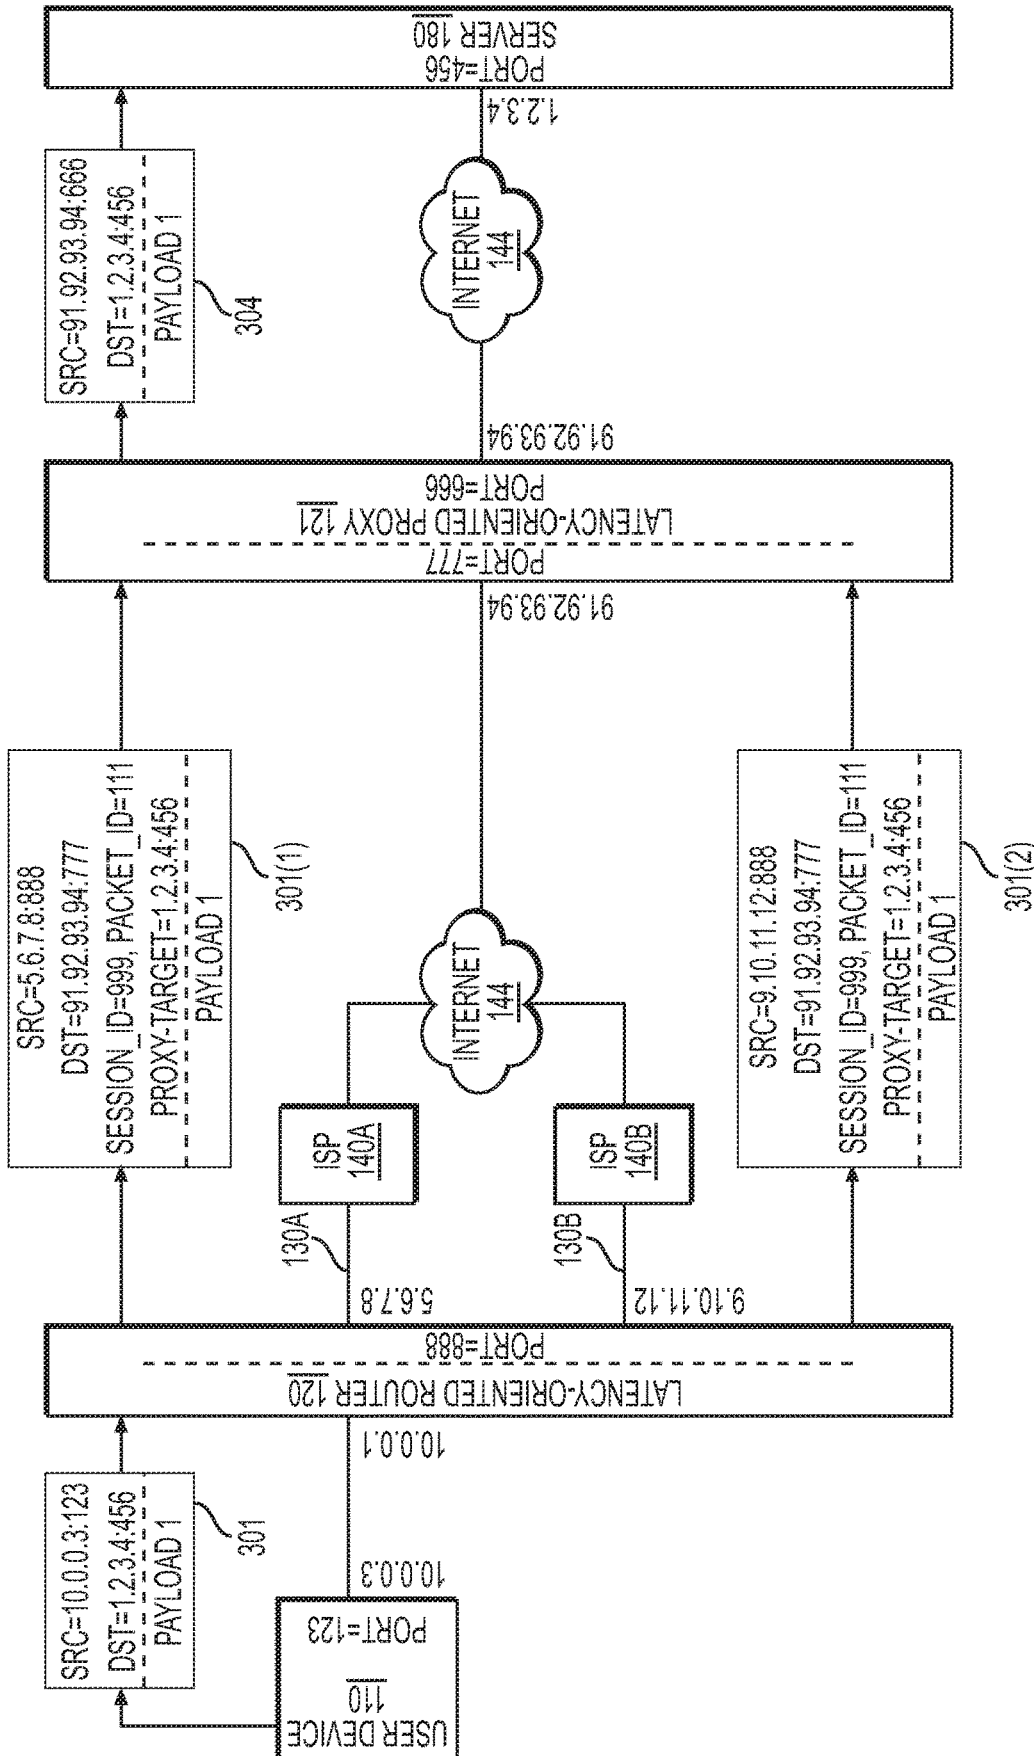 SRC=10.0.0.3:123
DST=1.2.3.4:456
PAYLOAD 1
301
USER DEVICE
110
PORT=123
10.0.0.3
10.0.0.1
LATENCY-ORIENTED ROUTER 120
PORT=888
SRC=5.6.7.8:888
DST=91.92.93.94:777
SESSION_ID=999, PACKET_ID=111
PROXY-TARGET=1.2.3.4:456
PAYLOAD 1
301(1)
5.6.7.8
130A
ISP
140A
9.10.11.12
130B
ISP
140B
INTERNET
144
SRC=9.10.11.12:888
DST=91.92.93.94:777
SESSION_ID=999, PACKET_ID=111
PROXY-TARGET=1.2.3.4:456
PAYLOAD 1
301(2)
91.92.93.94
PORT=777
LATENCY-ORIENTED PROXY 121
PORT=666
91.92.93.94
SRC=91.92.93.94:666
DST=1.2.3.4:456
PAYLOAD 1
304
INTERNET
144
1.2.3.4
PORT=456
SERVER 180